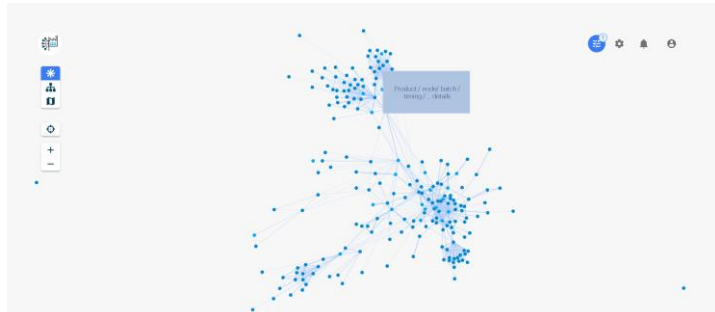 Product / node/ batch /
timing / .. details